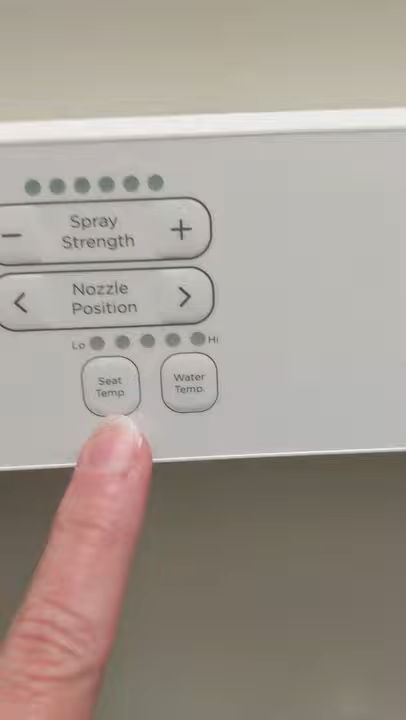 Spray
Strength
Nozzle
Position
Lo Hi
Seat
Temp
Water
Temp.